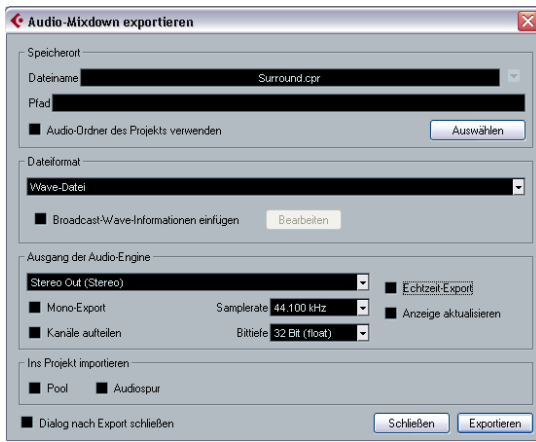 Audio-Mixdown exportieren
Speicherort
Dateiname Surround.cpr
Pfad
Audio-Ordner des Projekts verwenden Auswählen
Dateiformat
Wave-Datei
Broadcast-Wave-Informationen einfügen Bearbeiten
Ausgang der Audio-Engine
Stereo Out (Stereo) Echtzeit-Export
Mono-Export Samplerate 44.100 kHz Anzeige aktualisieren
Kanäle aufteilen Bittiefe 32 Bit (float)
Ins Projekt importieren
Pool Audiospur
Dialog nach Export schließen Schließen Exportieren